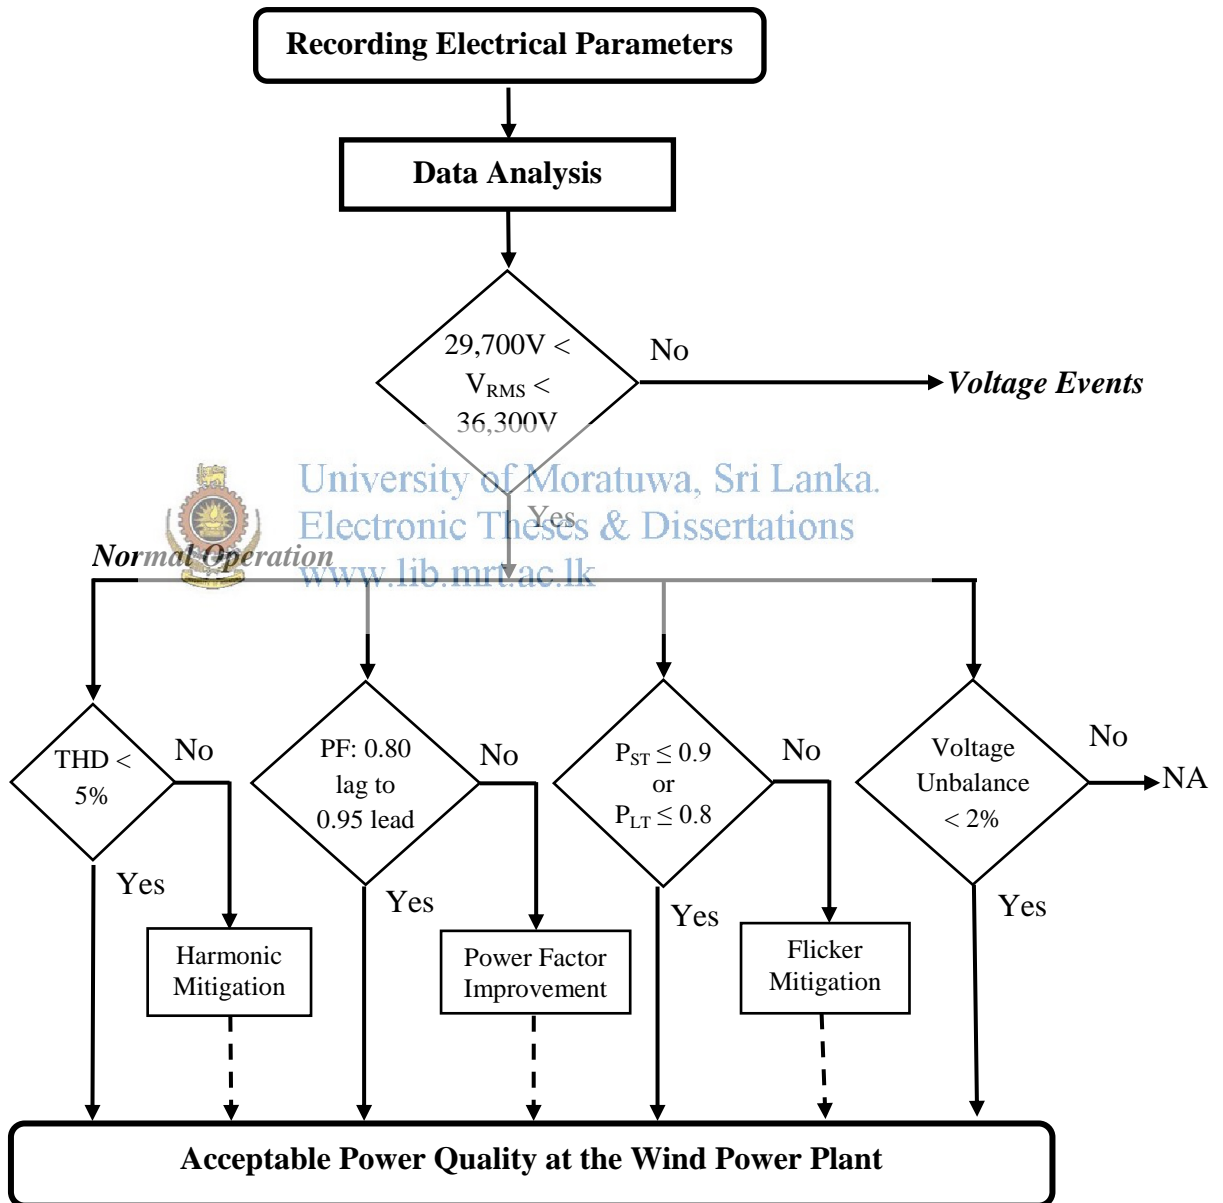 Recording Electrical Parameters
Data Analysis
29,700V <
V_RMS <
36,300V
No
Voltage Events
University of Moratuwa, Sri Lanka.
Electronic Theses & Dissertations
www.lib.mrt.ac.lk
Yes
Normal Operation
THD <
5%
No
Yes
PF: 0.80
lag to
0.95 lead
No
Yes
P_ST ≤ 0.9
or
P_LT ≤ 0.8
No
Yes
Voltage
Unbalance
< 2%
No
NA
Yes
Harmonic
Mitigation
Power Factor
Improvement
Flicker
Mitigation
Acceptable Power Quality at the Wind Power Plant